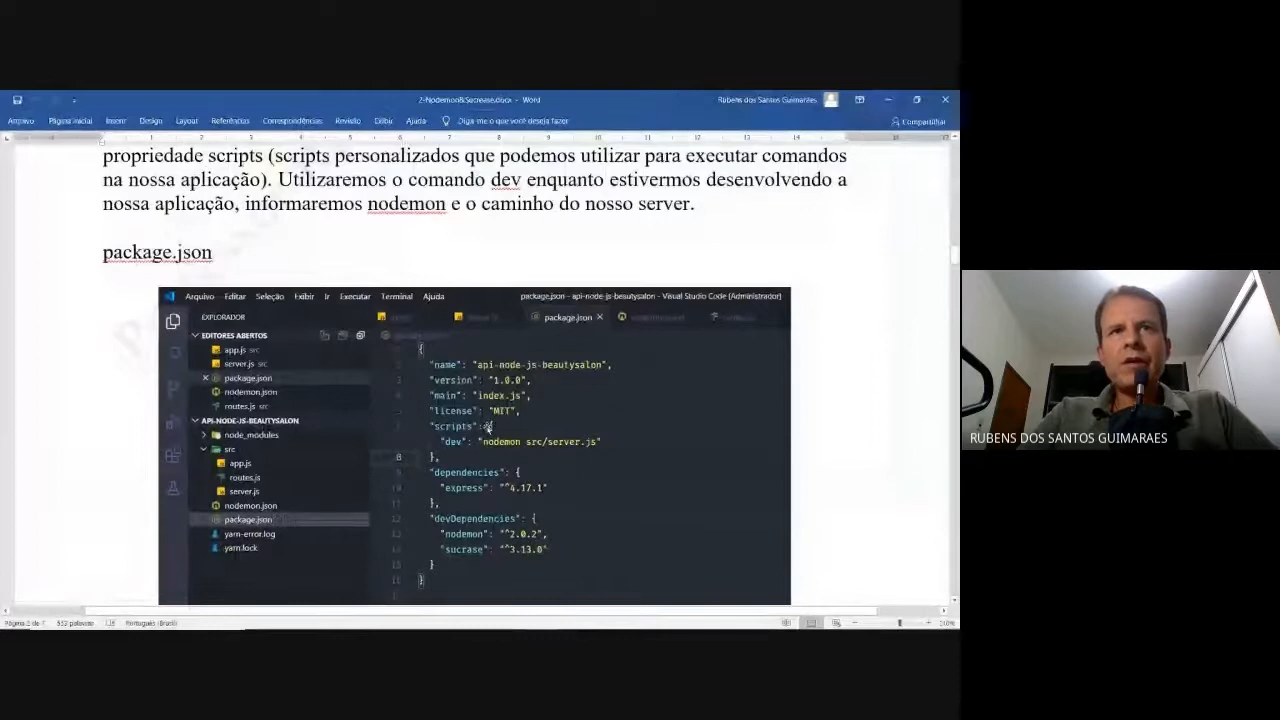 2-Nodemon&Sucrease.docx - Word
Rubens dos Santos Guimarães
Arquivo Página Inicial Inserir Design Layout Referências Correspondências Revisão Exibir Ajuda Diga-me o que você deseja fazer
Compartilhar
propriedade scripts (scripts personalizados que podemos utilizar para executar comandos
na nossa aplicação). Utilizaremos o comando dev enquanto estivermos desenvolvendo a
nossa aplicação, informaremos nodemon e o caminho do nosso server.
package.json
Arquivo Editar Seleção Exibir Ir Executar Terminal Ajuda
package.json - api-node-js-beautysalon - Visual Studio Code (Administrador)
EXPLORADOR
package.json
EDITORES ABERTOS
app.js src
server.js src
package.json
nodemon.json
routes.js src
API-NODE-JS-BEAUTYSALON
node_modules
src
app.js
routes.js
server.js
nodemon.json
package.json
yarn-error.log
yarn.lock
{
"name": "api-node-js-beautysalon",
"version": "1.0.0",
"main": "index.js",
"license": "MIT",
"scripts": {
"dev": "nodemon src/server.js"
},
"dependencies": {
"express": "^4.17.1"
},
"devDependencies": {
"nodemon": "^2.0.2",
"sucrase": "^3.13.0"
}
}
RUBENS DOS SANTOS GUIMARAES
Português (Brasil)